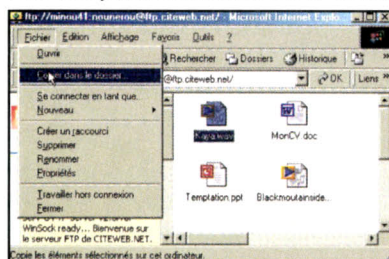 ftp://minou41:nounerou@ftp.citeweb.net/ - Microsoft Internet Explo...
Fichier Edition Affichage Favoris Outils ?
Rechercher Dossiers Historique
@ftp.citeweb.net/ OK Liens »
Ouvrir
Copier dans le dossier...
Se connecter en tant que...
Nouveau
Créer un raccourci
Supprimer
Renommer
Propriétés
Travailler hors connexion
Fermer
MonCV.doc
Templation.ppt Blackmoutainside...
WinSock ready... Bienvenue sur
le serveur FTP de CITEWEB.NET.
Copie les éléments sélectionnés sur cet ordinateur.